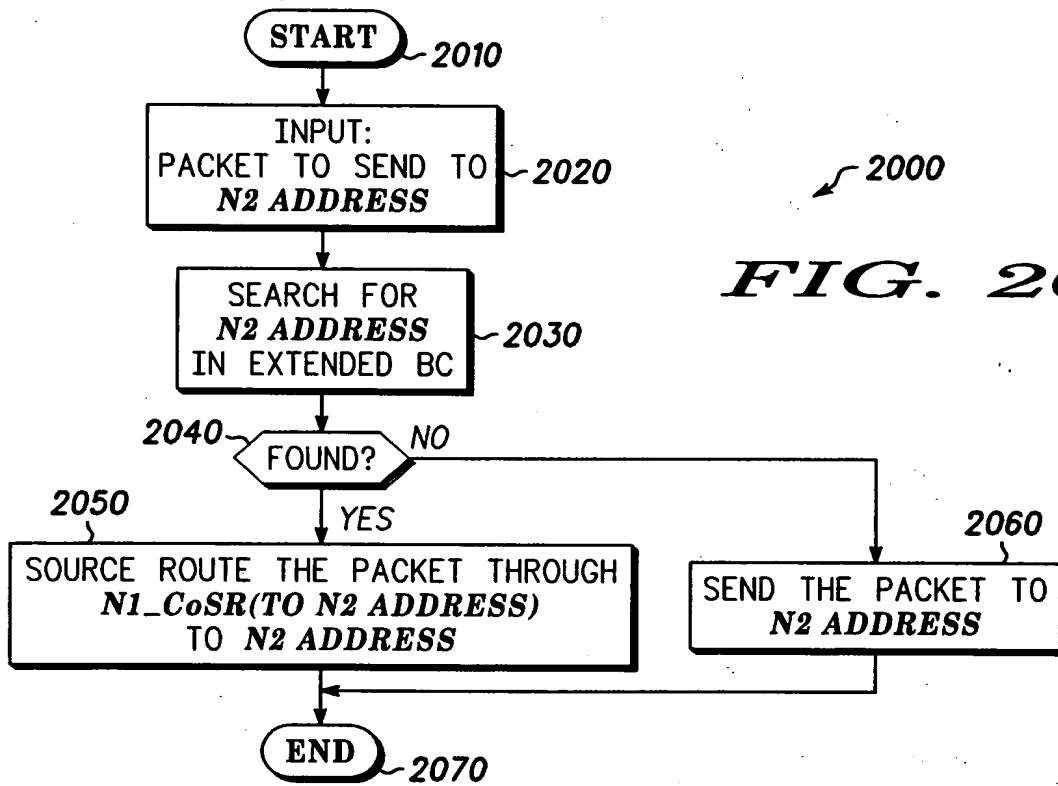 START
2010
INPUT:
PACKET TO SEND TO
N2 ADDRESS
2020
2000
SEARCH FOR
N2 ADDRESS
IN EXTENDED BC
2030
FIG.
2040
FOUND?
NO
YES
2050
SOURCE ROUTE THE PACKET THROUGH
N1_CoSR(TO N2 ADDRESS)
TO N2 ADDRESS
2060
SEND THE PACKET TO
N2 ADDRESS
END
2070